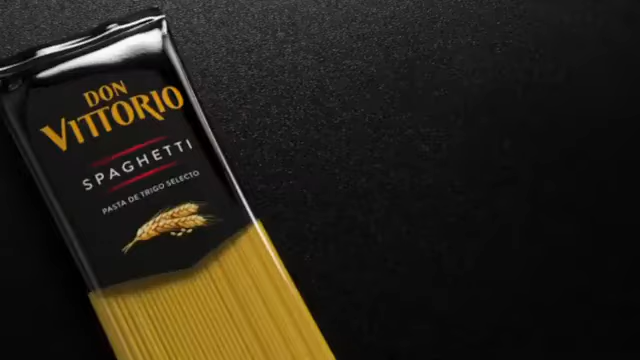 DON
VITTORIO
SPAGHETTI
PASTA DE TRIGO SELECTO